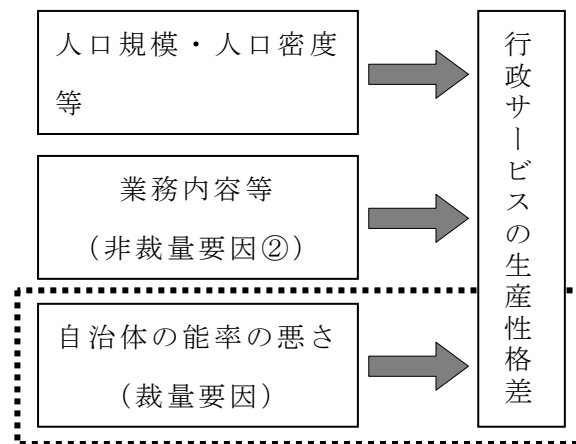 人口規模・人口密度
等
業務内容等
（非裁量要因②）
自治体の能率の悪さ
（裁量要因）
行政サービスの生産性格差